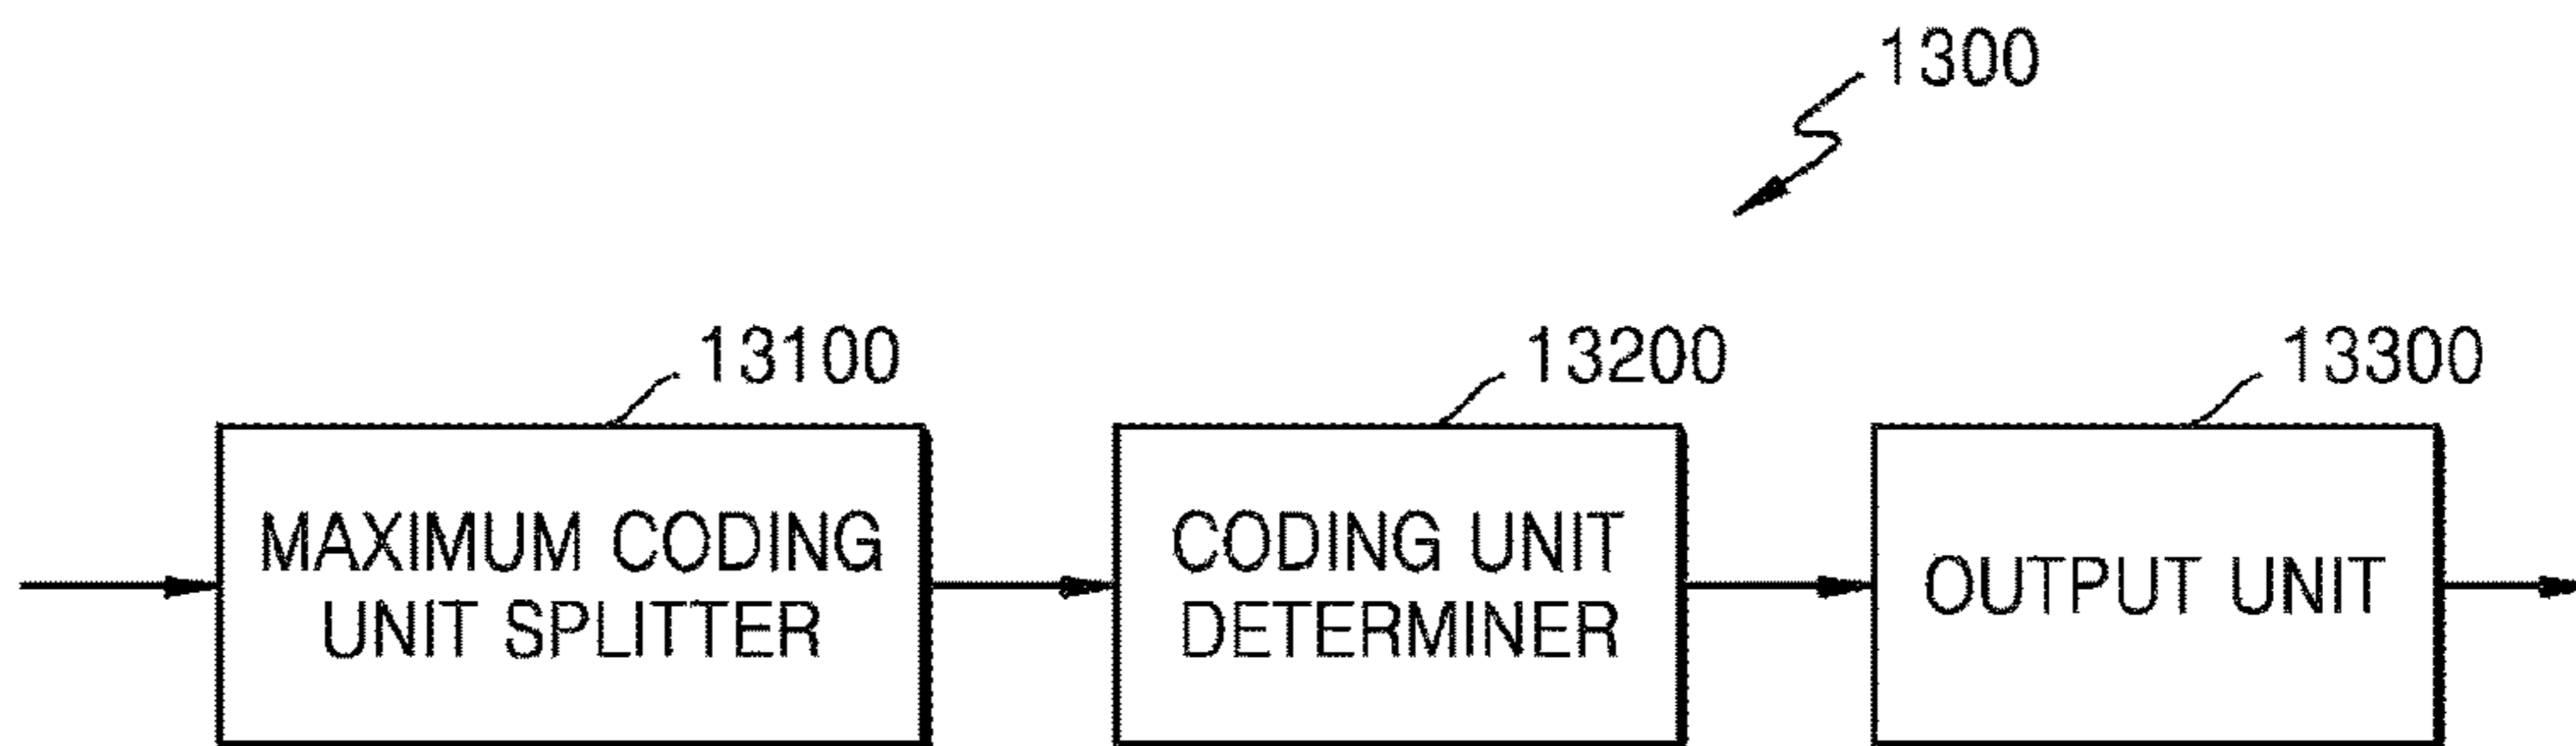 1300
13100
13200
13300
MAXIMUM CODING
UNIT SPLITTER
CODING UNIT
DETERMINER
OUTPUT UNIT